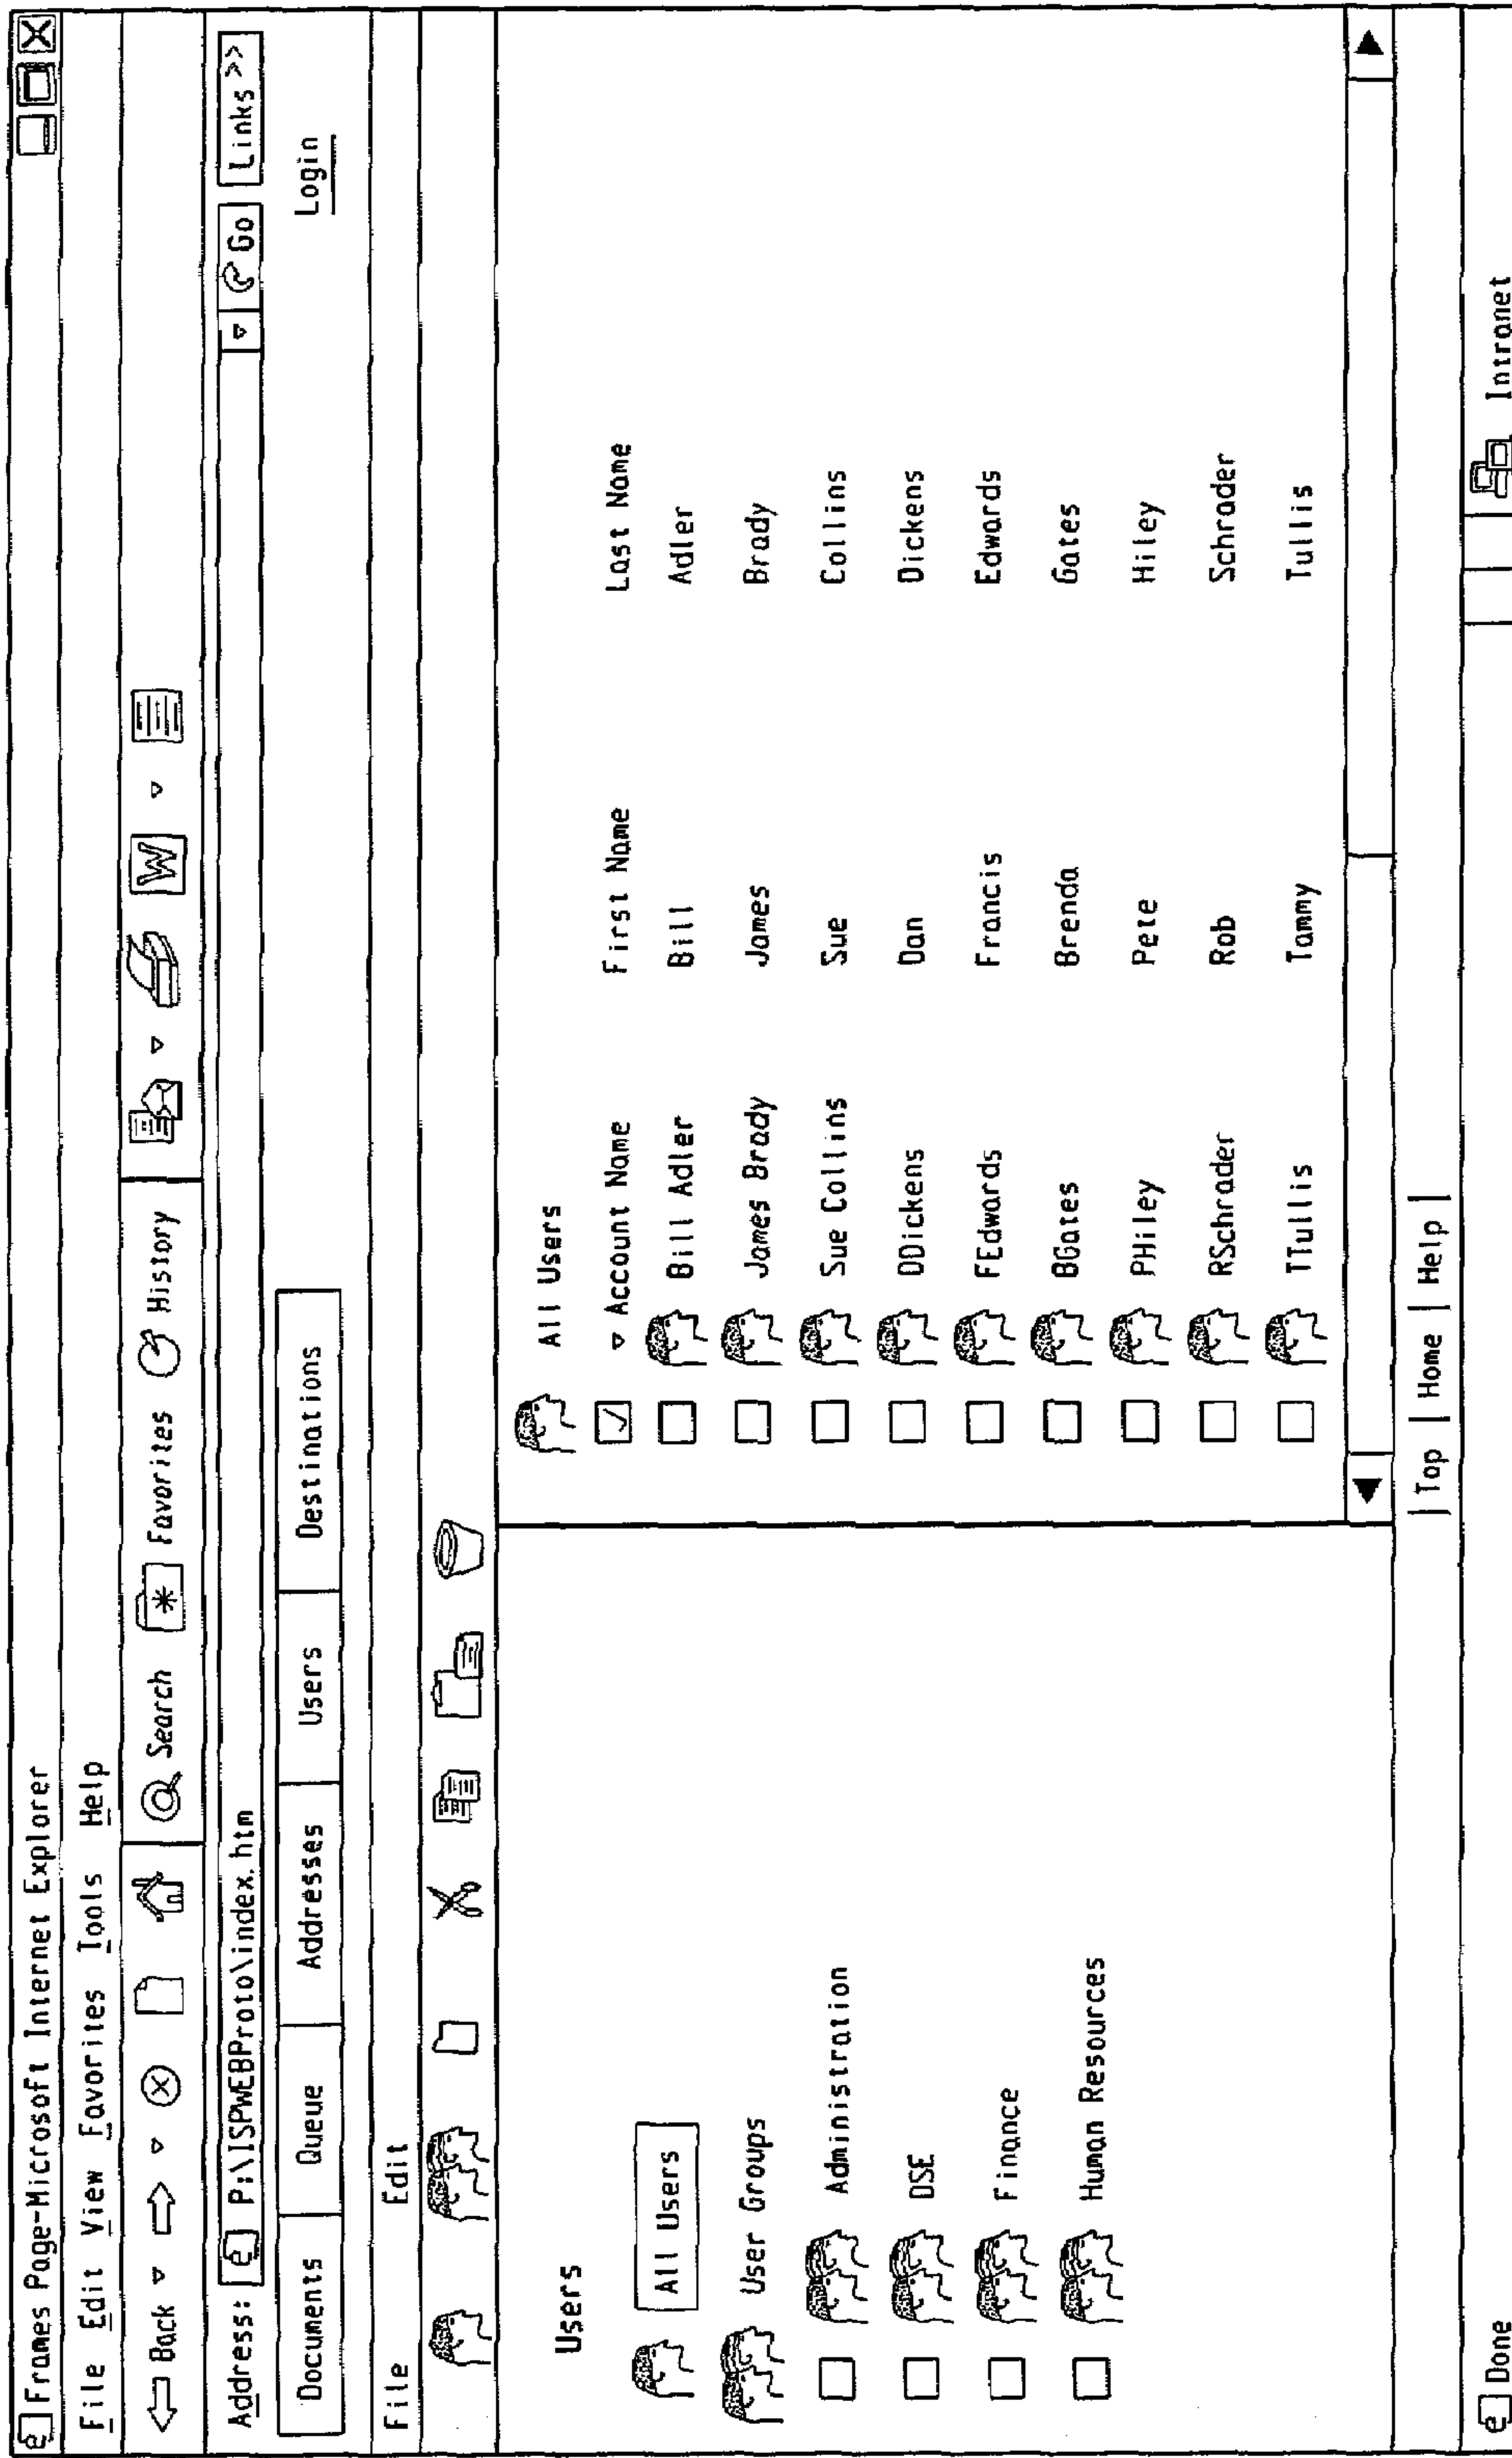 Frames Page-Microsoft Internet Explorer
File Edit View Favorites Tools Help
Back Search Favorites History
Address: P:\ISPWEBProto\index.htm Go Links >>
Documents Queue Addresses Users Destinations Login
File Edit
Users
All Users
User Groups
Administration
DSE
Finance
Human Resources
All Users
Account Name First Name Last Name
Bill Adler Bill Adler
James Brady James Brady
Sue Collins Sue Collins
DDickens Dan Dickens
FEdwards Francis Edwards
BGates Brenda Gates
PHiley Pete Hiley
RSchrader Rob Schrader
TTullis Tammy Tullis
| Top | Home | Help |
Done Intranet